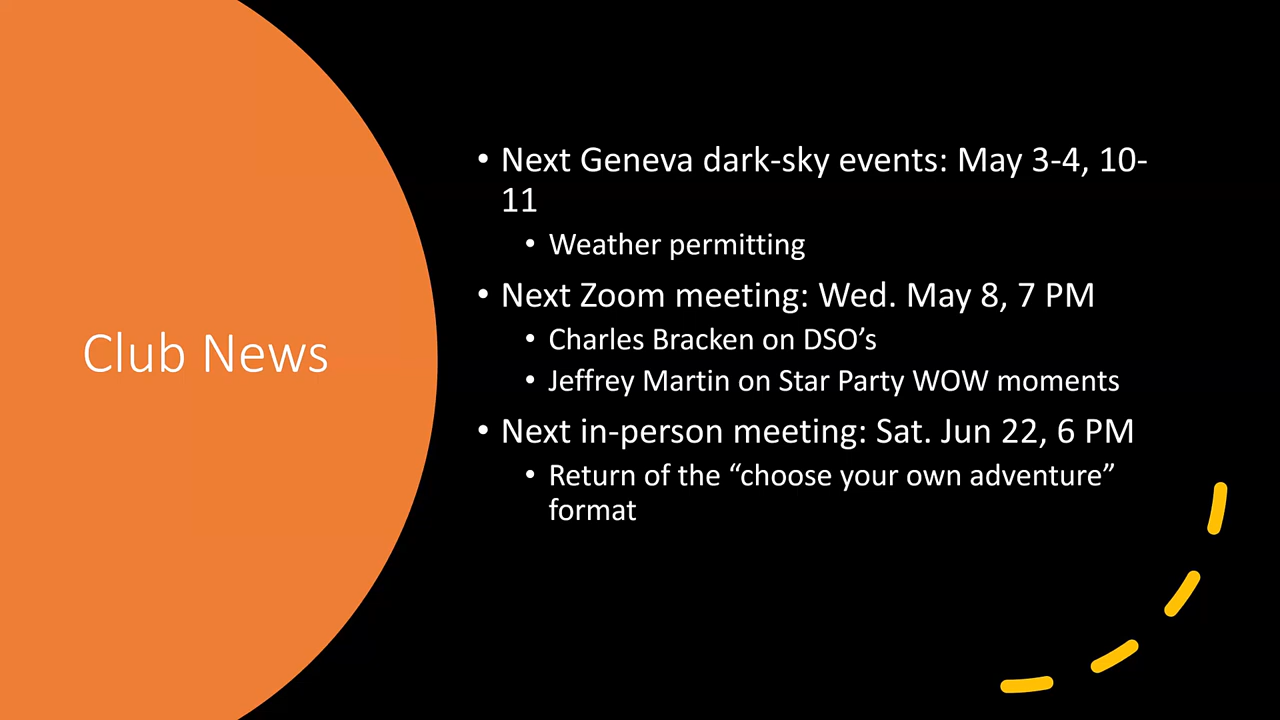 Club News
• Next Geneva dark-sky events: May 3-4, 10-
11
• Weather permitting
• Next Zoom meeting: Wed. May 8, 7 PM
• Charles Bracken on DSO’s
• Jeffrey Martin on Star Party WOW moments
• Next in-person meeting: Sat. Jun 22, 6 PM
• Return of the “choose your own adventure”
format